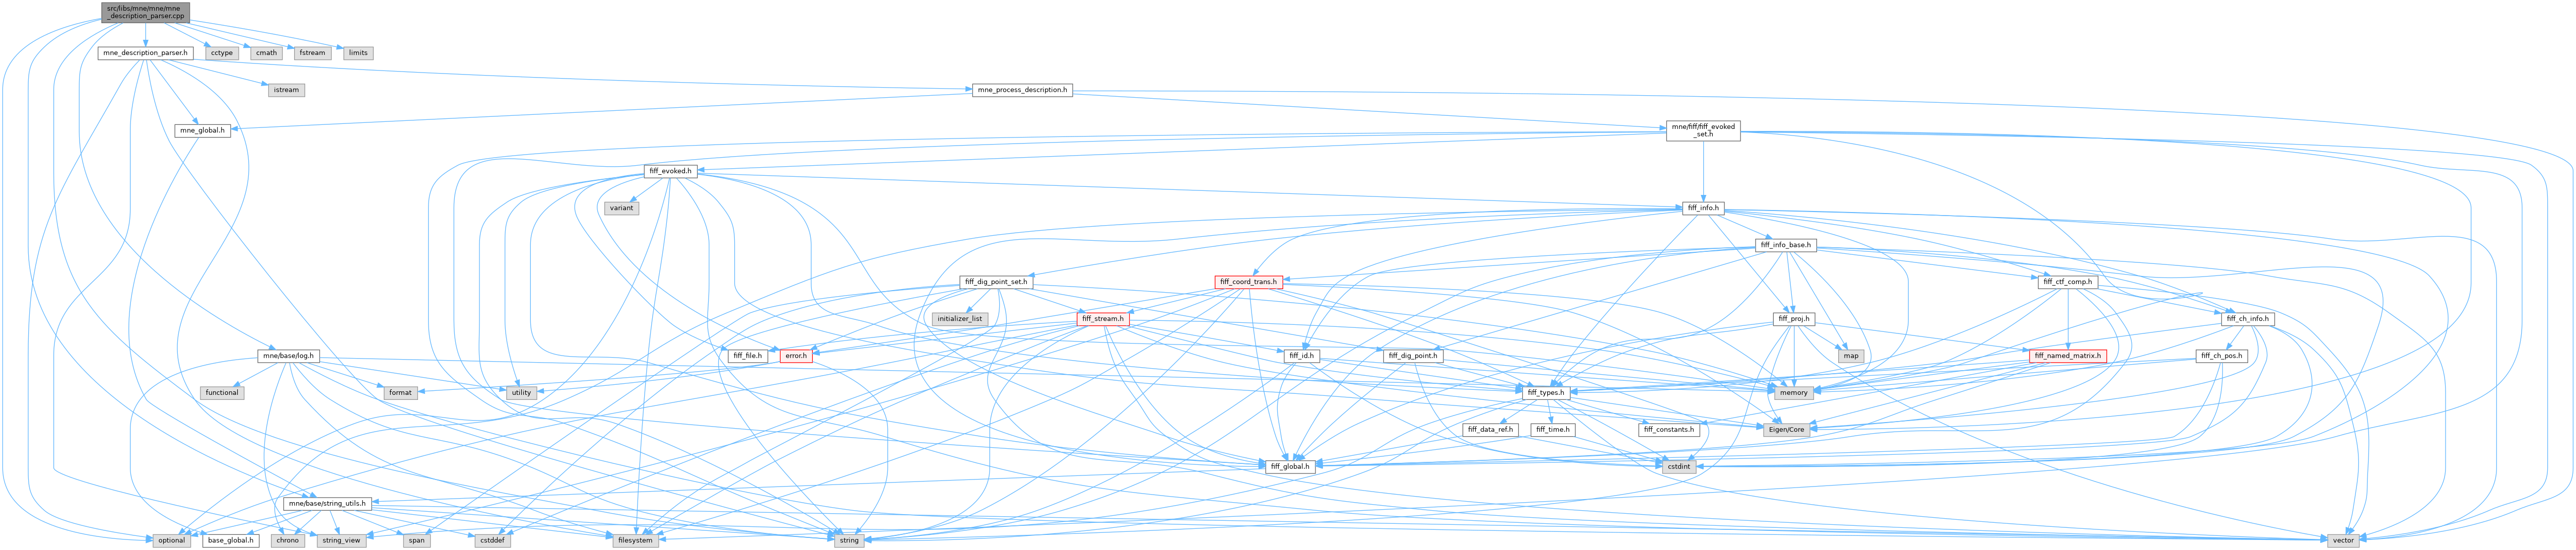 src/libs/mne/mne/mne
_description_parser.cpp
mne_description_parser.h
cctype
cmath
fstream
limits
istream
mne_process_description.h
mne_global.h
mne/fiff/fiff_evoked
_set.h
fiff_evoked.h
variant
fiff_info.h
fiff_info_base.h
fiff_dig_point_set.h
fiff_coord_trans.h
fiff_ctf_comp.h
initializer_list
fiff_stream.h
fiff_proj.h
fiff_ch_info.h
mne/base/log.h
fiff_file.h
error.h
fiff_id.h
fiff_dig_point.h
map
fiff_named_matrix.h
fiff_ch_pos.h
functional
format
utility
fiff_types.h
memory
fiff_data_ref.h
fiff_time.h
fiff_constants.h
Eigen/Core
fiff_global.h
cstdint
mne/base/string_utils.h
optional
base_global.h
chrono
string_view
span
cstddef
filesystem
string
vector